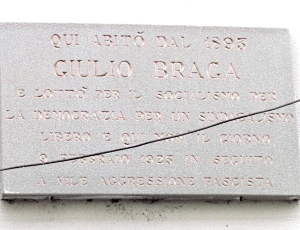 QUI ABITÒ DAL 1893
GIULIO BRAGA
E LOTTÒ PER IL SOCIALISMO PER
LA DEMOCRAZIA PER UN SINDACALISMO
LIBERO E QUI MORÌ IL GIORNO
9 FEBBRAIO 1923 IN SEGUITO
A VILE AGGRESSIONE FASCISTA